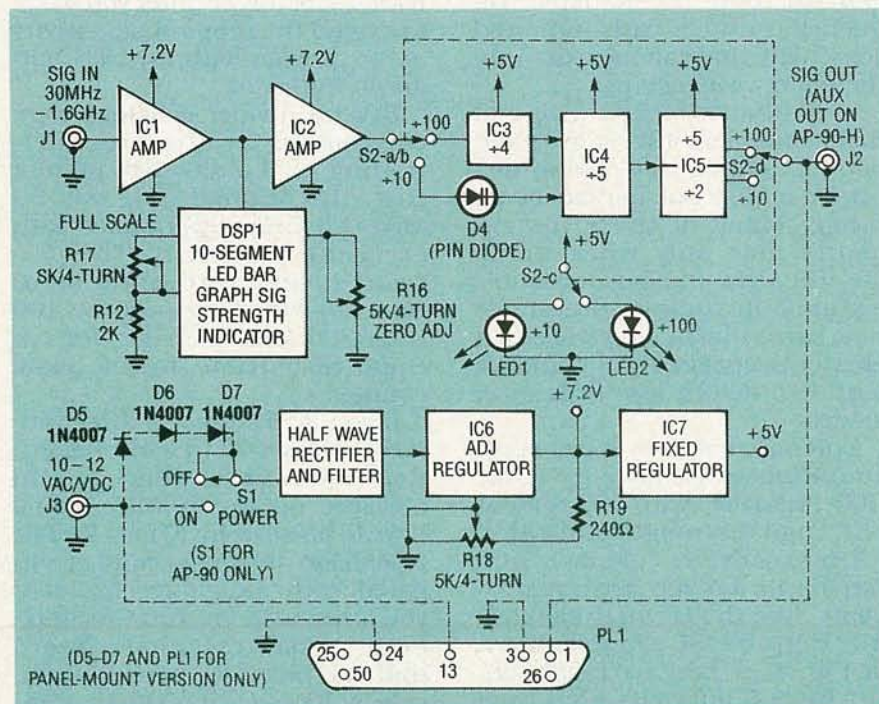 +7.2V
+7.2V
SIG IN
30MHz
–1.6GHz
J1
IC1
AMP
IC2
AMP
S2-a/b
÷100
÷10
+5V
IC3
÷4
+5V
IC4
÷5
+5V
÷5
IC5
÷2
÷100
S2-d
÷10
SIG OUT
(AUX
OUT ON
AP-90-H)
J2
D4
(PIN DIODE)
FULL SCALE
R17
5K/4-TURN
R12
2K
DSP1
10-SEGMENT
LED BAR
GRAPH SIG
STRENGTH
INDICATOR
R16
5K/4-TURN
ZERO ADJ
+5V
S2-c
÷10
LED1
÷100
LED2
D5
1N4007
D6
1N4007
D7
10–12
VAC/VDC
J3
OFF
ON
S1
POWER
(S1 FOR
AP-90 ONLY)
HALF WAVE
RECTIFIER
AND FILTER
IC6
ADJ
REGULATOR
+7.2V
IC7
FIXED
REGULATOR
+5V
R19
240Ω
R18
5K/4-TURN
(D5–D7 AND PL1 FOR
PANEL-MOUNT VERSION ONLY)
PL1
25
24
13
3
1
50
26